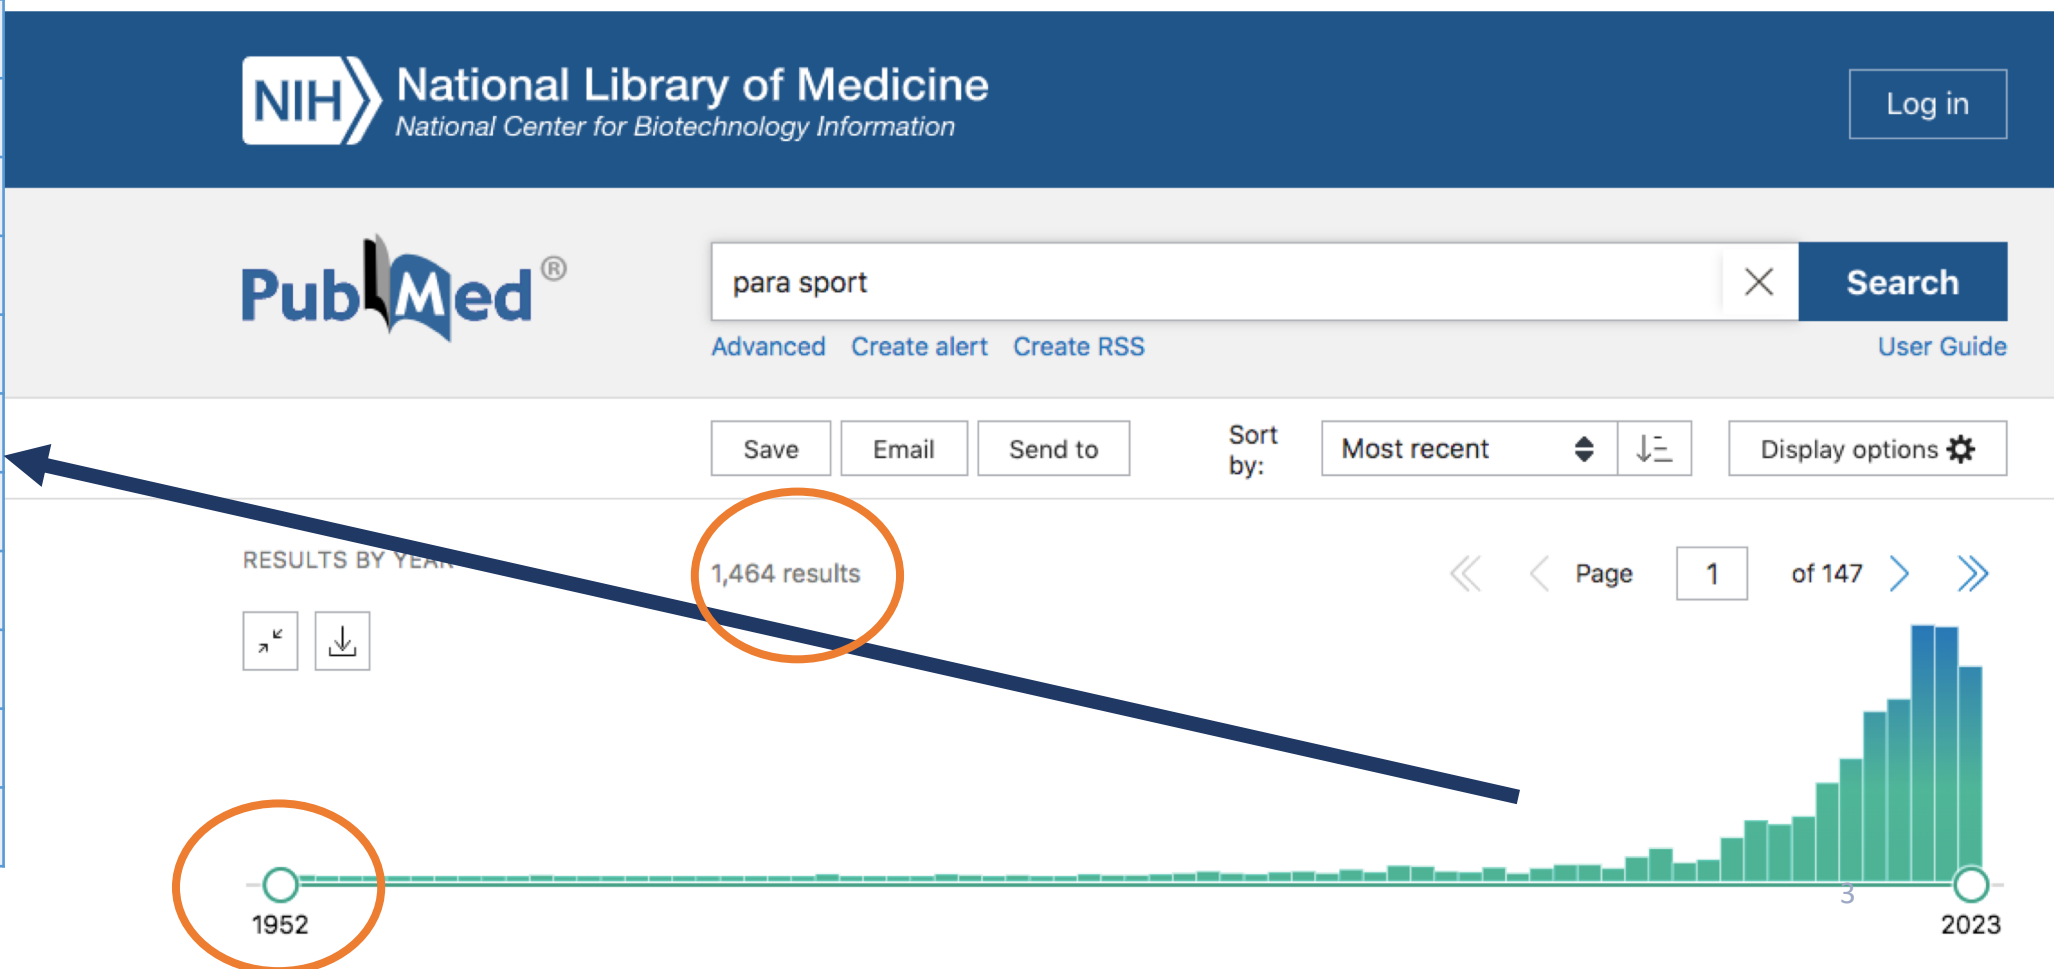 NIH National Library of Medicine
National Center for Biotechnology Information
Log in
PubMed®
para sport
Search
Advanced Create alert Create RSS
User Guide
Save Email Send to
Sort by:
Most recent
Display options
RESULTS BY YEAR
1,464 results
Page 1 of 147
3
1952
2023